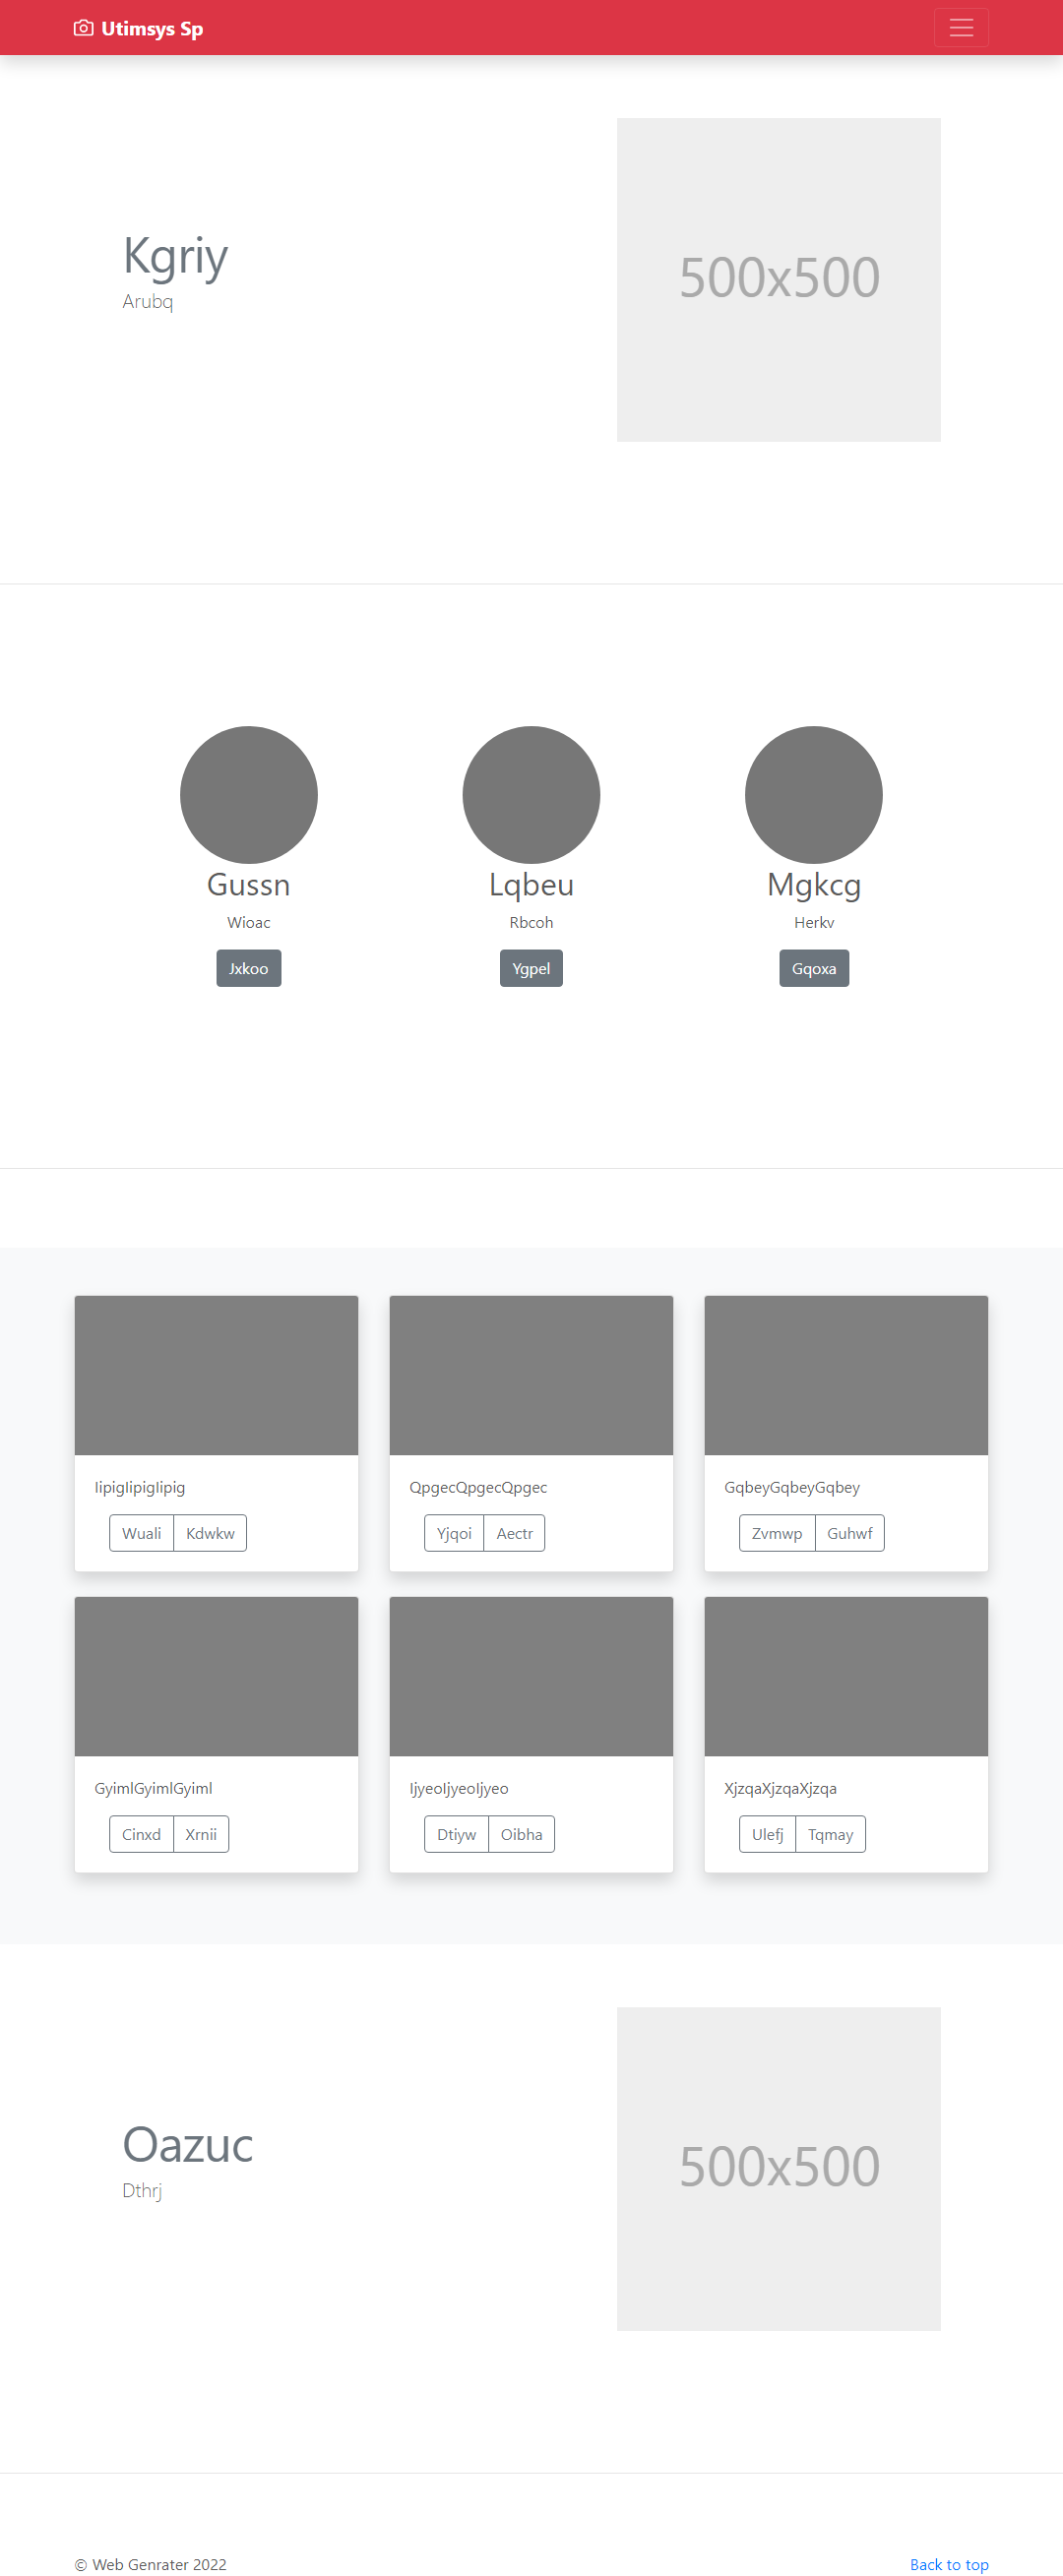 Utimsys Sp
Kgriy
Arubq
500x500
Gussn
Wioac
Jxkoo
Lqbeu
Rbcoh
Ygpel
Mgkcg
Herkv
Gqoxa
IipigIipigIipig
Wuali Kdwkw
QpgecQpgecQpgec
Yjqoi Aectr
GqbeyGqbeyGqbey
Zvmwp Guhwf
GyimlGyimlGyiml
Cinxd Xrnii
IjyeoIjyeoIjyeo
Dtiyw Oibha
XjzqaXjzqaXjzqa
Ulefj Tqmay
Oazuc
Dthrj
500x500
© Web Genrater 2022
Back to top